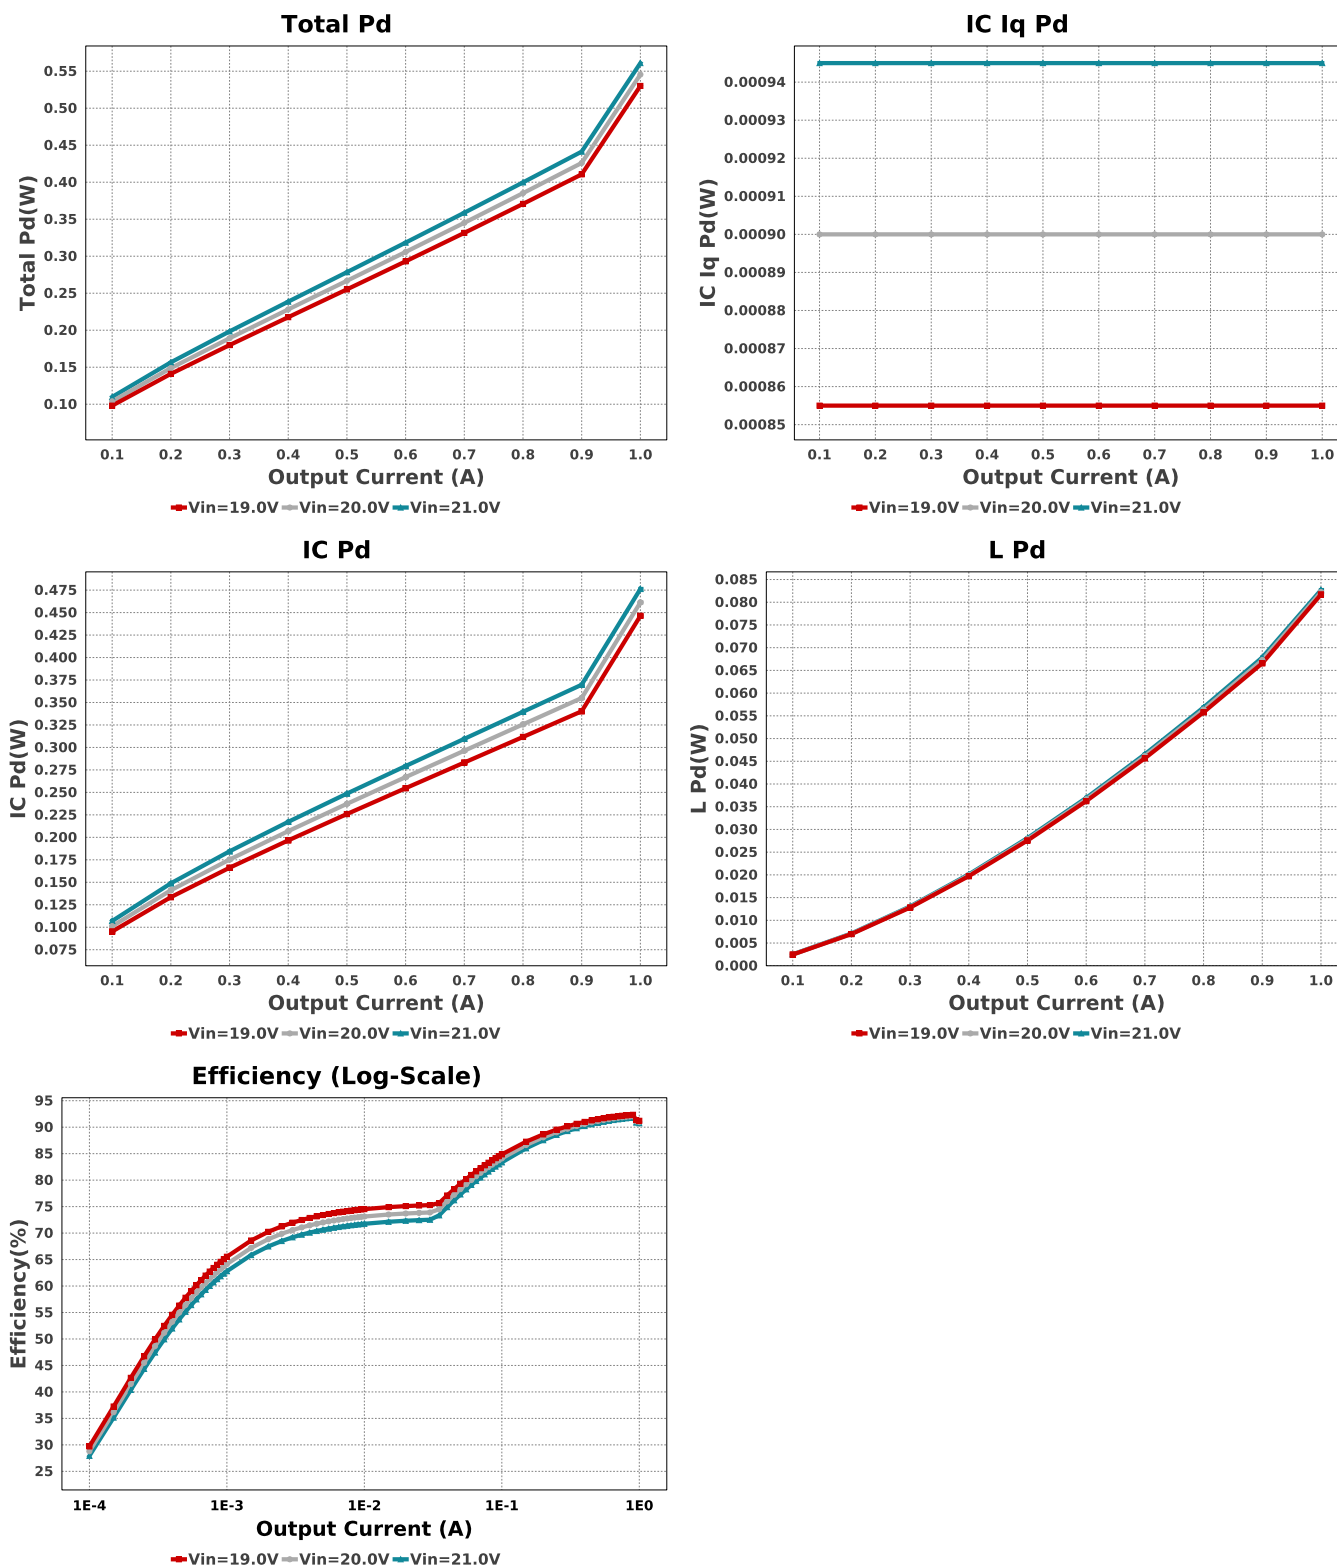 Total Pd
0.55
0.50
0.45
0.40
0.35
0.30
0.25
0.20
0.15
0.10
Total Pd(W)
0.1 0.2 0.3 0.4 0.5 0.6 0.7 0.8 0.9 1.0
Output Current (A)
Vin=19.0V Vin=20.0V Vin=21.0V
IC Iq Pd
0.00094
0.00093
0.00092
0.00091
0.00090
0.00089
0.00088
0.00087
0.00086
0.00085
IC Iq Pd(W)
0.1 0.2 0.3 0.4 0.5 0.6 0.7 0.8 0.9 1.0
Output Current (A)
Vin=19.0V Vin=20.0V Vin=21.0V
IC Pd
0.475
0.450
0.425
0.400
0.375
0.350
0.325
0.300
0.275
0.250
0.225
0.200
0.175
0.150
0.125
0.100
0.075
IC Pd(W)
0.1 0.2 0.3 0.4 0.5 0.6 0.7 0.8 0.9 1.0
Output Current (A)
Vin=19.0V Vin=20.0V Vin=21.0V
L Pd
0.085
0.080
0.075
0.070
0.065
0.060
0.055
0.050
0.045
0.040
0.035
0.030
0.025
0.020
0.015
0.010
0.005
0.000
L Pd(W)
0.1 0.2 0.3 0.4 0.5 0.6 0.7 0.8 0.9 1.0
Output Current (A)
Vin=19.0V Vin=20.0V Vin=21.0V
Efficiency (Log-Scale)
95
90
85
80
75
70
65
60
55
50
45
40
35
30
25
Efficiency(%)
1E-4 1E-3 1E-2 1E-1 1E0
Output Current (A)
Vin=19.0V Vin=20.0V Vin=21.0V